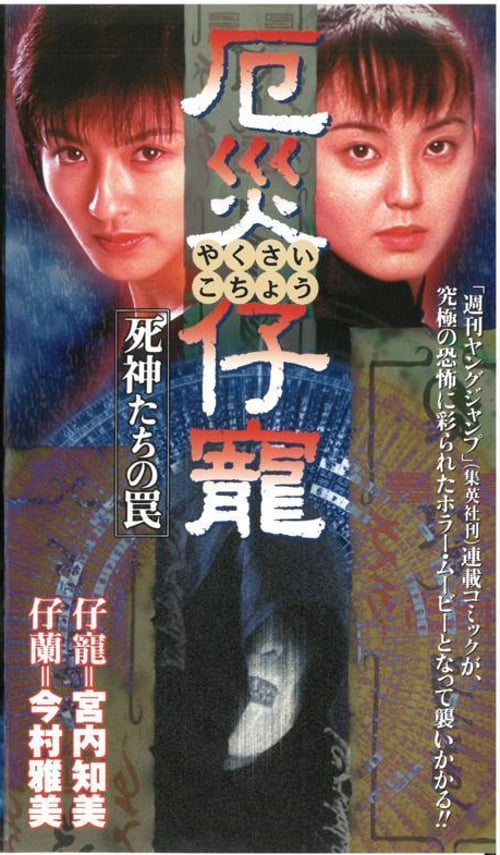 厄災仔寵
やくさい
こちょう
死神たちの罠
「週刊ヤングジャンプ」(集英社刊)連載コミックが、
究極の恐怖に彩られたホラー・ムービーとなって襲いかかる!!
仔寵=宮内知美
仔蘭=今村雅美